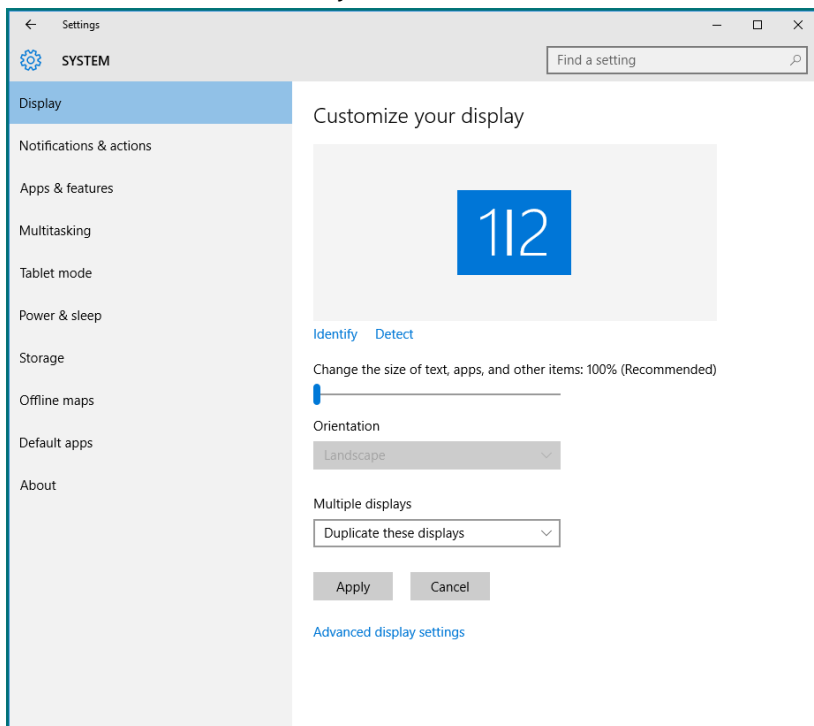 Settings
SYSTEM
Find a setting
Display
Notifications & actions
Apps & features
Multitasking
Tablet mode
Power & sleep
Storage
Offline maps
Default apps
About
Customize your display
1|2
Identify Detect
Change the size of text, apps, and other items: 100% (Recommended)
Orientation
Landscape
Multiple displays
Duplicate these displays
Apply Cancel
Advanced display settings